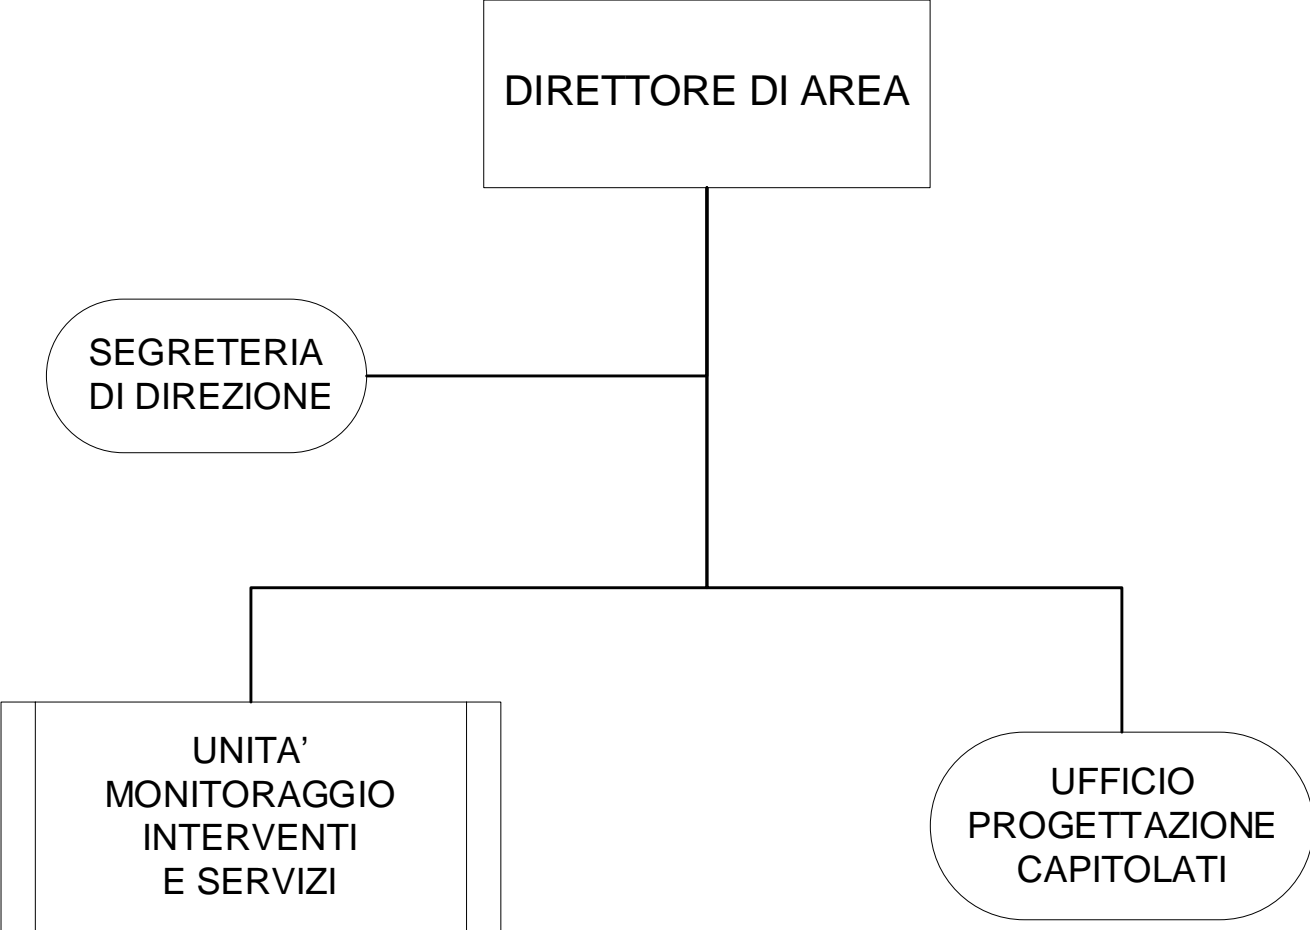 DIRETTORE DI AREA
SEGRETERIA
DI DIREZIONE
UNITA’
MONITORAGGIO
INTERVENTI
E SERVIZI
UFFICIO
PROGETTAZIONE
CAPITOLATI